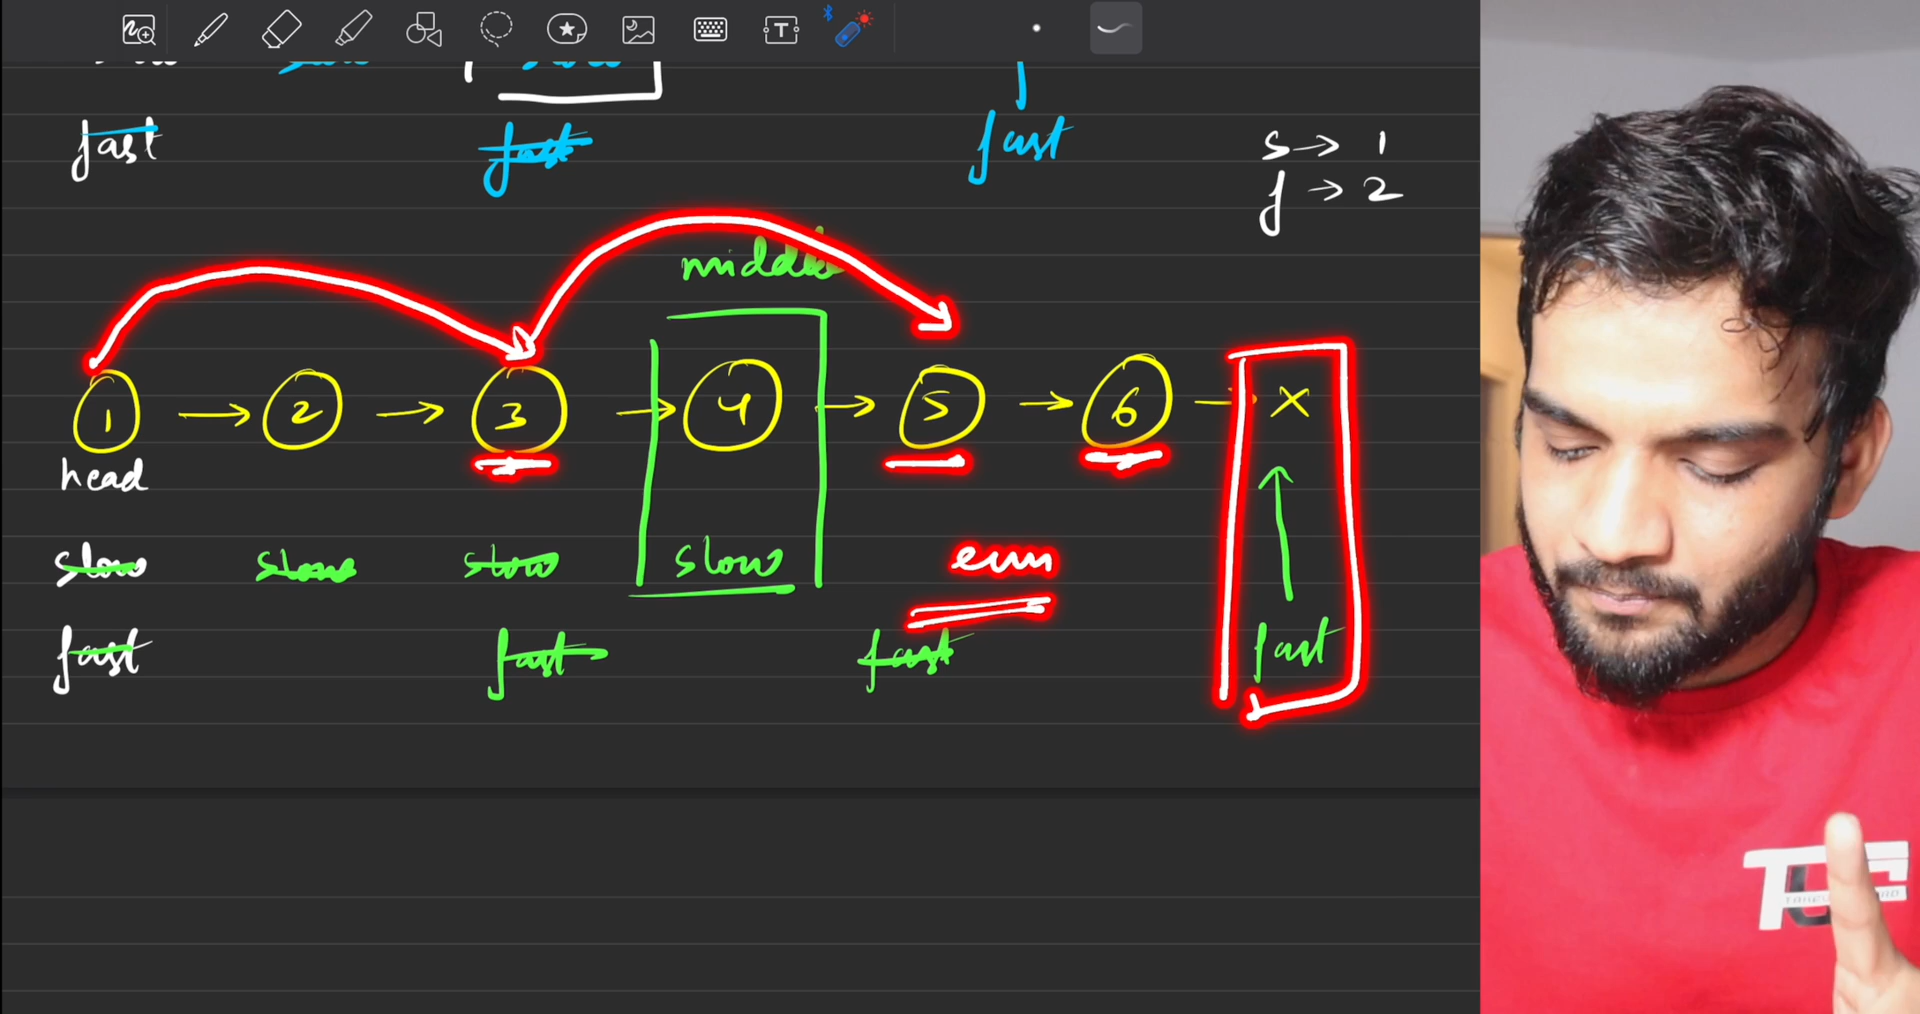 fast fast fast
s → 1
f → 2
middle
1 → 2 → 3 → 4 → 5 → 6 → x
head
slow slow slow slow
fast fast fast fast
T